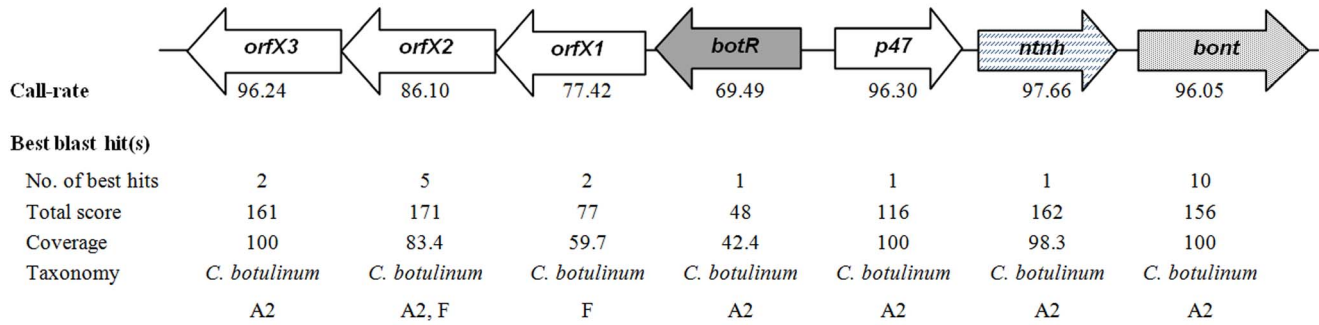 orfX3 orfX2 orfX1 botR p47 ntnh bont
Call-rate 96.24 86.10 77.42 69.49 96.30 97.66 96.05
Best blast hit(s)
No. of best hits 2 5 2 1 1 1 10
Total score 161 171 77 48 116 162 156
Coverage 100 83.4 59.7 42.4 100 98.3 100
Taxonomy C. botulinum C. botulinum C. botulinum C. botulinum C. botulinum C. botulinum C. botulinum
A2 A2, F F A2 A2 A2 A2